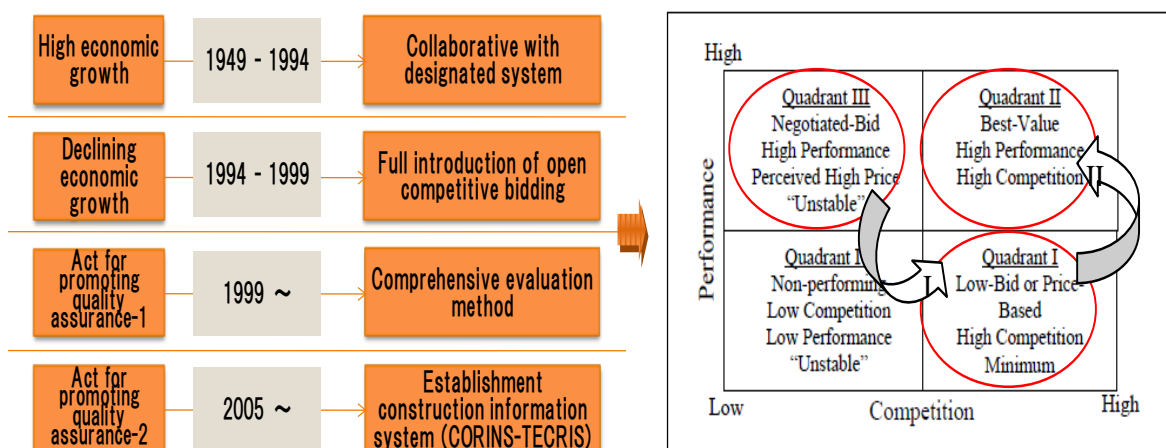 High economic
growth
1949 - 1994
Collaborative with
designated system
Declining
economic
growth
1994 - 1999
Full introduction of open
competitive bidding
Act for
promoting
quality
assurance-1
1999 ~
Comprehensive evaluation
method
Act for
promoting
quality
assurance-2
2005 ~
Establishment
construction information
system (CORINS-TECRIS)
High
Performance
Quadrant III
Negotiated-Bid
High Performance
Perceived High Price
“Unstable”
Quadrant II
Best-Value
High Performance
High Competition
II
Quadrant I
Non-performing
Low Competition
Low Performance
“Unstable”
I
Quadrant I
Low-Bid or Price-
Based
High Competition
Minimum
Low
Competition
High